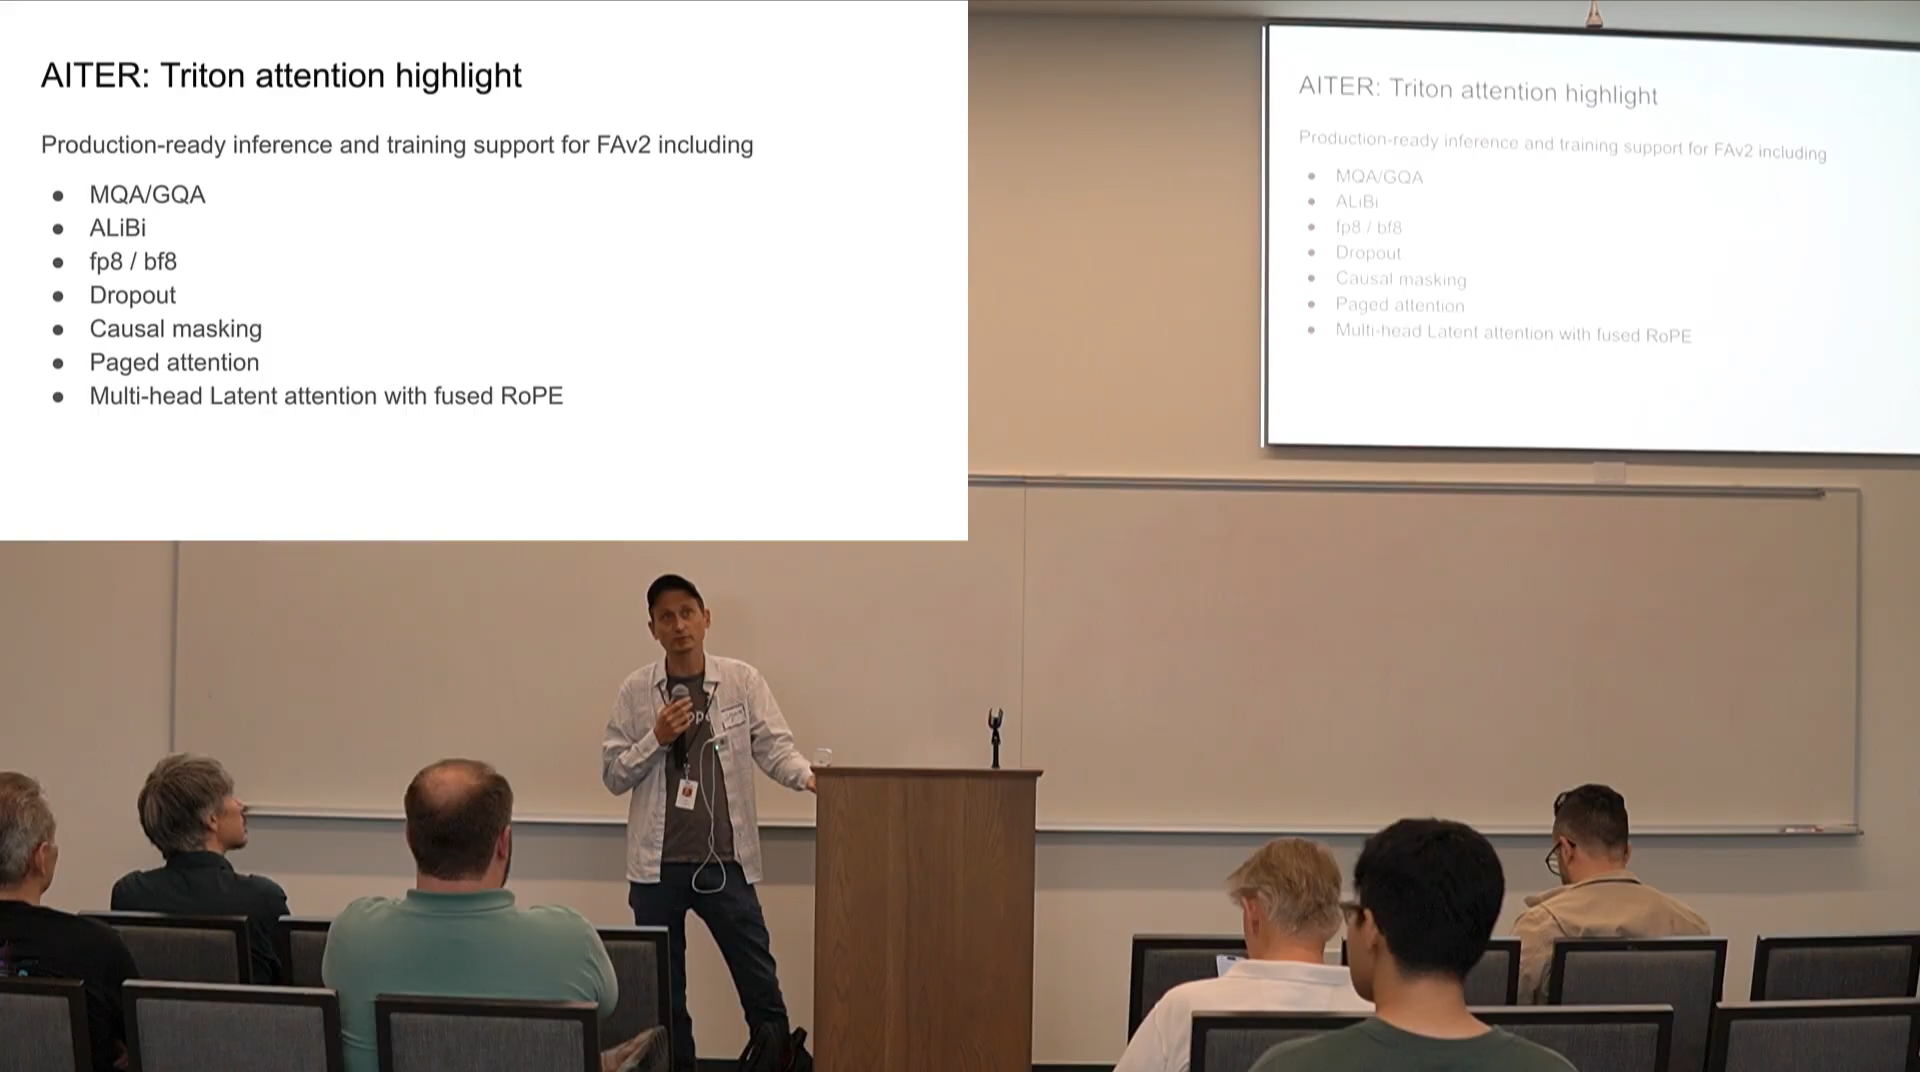 AITER: Triton attention highlight
Production-ready inference and training support for FAv2 including
● MQA/GQA
● ALiBi
● fp8 / bf8
● Dropout
● Causal masking
● Paged attention
● Multi-head Latent attention with fused RoPE
AITER: Triton attention highlight
Production-ready inference and training support for FAv2 including
● MQA/GQA
● ALiBi
● fp8 / bf8
● Dropout
● Causal masking
● Paged attention
● Multi-head Latent attention with fused RoPE